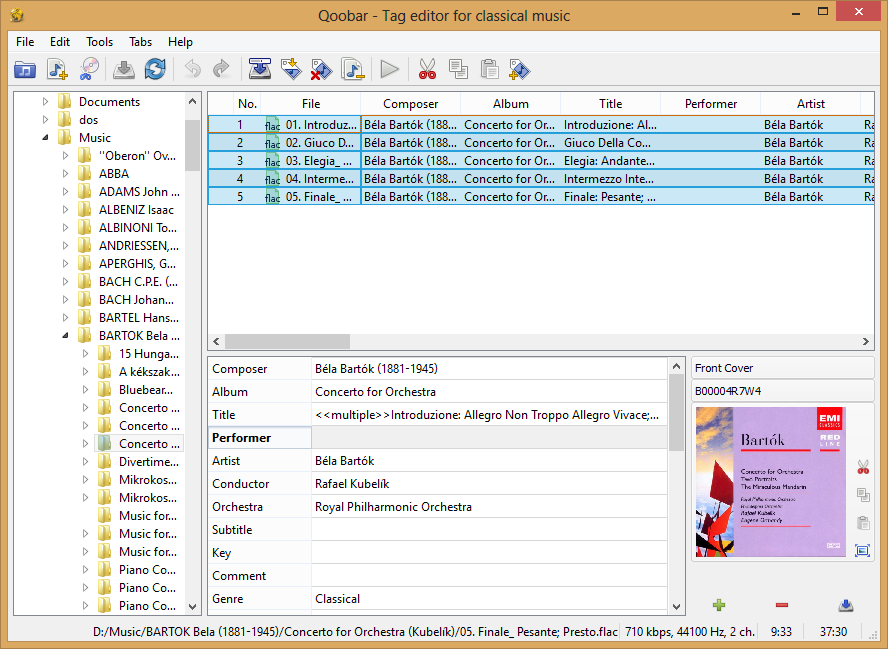 Qoobar - Tag editor for classical music
File Edit Tools Tabs Help
Documents
dos
Music
"Oberon" Ov...
ABBA
ADAMS John ...
ALBENIZ Isaac
ALBINONI To...
ANDRIESSEN,...
APERGHIS, G...
BACH C.P.E. (...
BACH Johan...
BARTEL Hans...
BARTOK Bela ...
15 Hunga...
A kékszak...
Bluebear...
Concerto ...
Concerto ...
Concerto ...
Divertime...
Mikrokos...
Mikrokos...
Music for...
Music for...
Music for...
Piano Co...
Piano Co...
Piano Co...
No. File Composer Album Title Performer Artist
1 flac 01. Introduz... Béla Bartók (188... Concerto for Or... Introduzione: Al... Béla Bartók Ra
2 flac 02. Giuco D... Béla Bartók (188... Concerto for Or... Giuco Della Co... Béla Bartók Ra
3 flac 03. Elegia_ ... Béla Bartók (188... Concerto for Or... Elegia: Andante... Béla Bartók Ra
4 flac 04. Interme... Béla Bartók (188... Concerto for Or... Intermezzo Inte... Béla Bartók Ra
5 flac 05. Finale_ ... Béla Bartók (188... Concerto for Or... Finale: Pesante; ... Béla Bartók Ra
Composer Béla Bartók (1881-1945)
Album Concerto for Orchestra
Title <<multiple>>Introduzione: Allegro Non Troppo Allegro Vivace;...
Performer
Artist Béla Bartók
Conductor Rafael Kubelík
Orchestra Royal Philharmonic Orchestra
Subtitle
Key
Comment
Genre Classical
Front Cover
B00004R7W4
EMI
CLASSICS
RED
LINE
Bartók
Concerto for Orchestra
Two Portraits
The Miraculous Mandarin
Royal Philharmonic Orchestra
Philadelphia Orchestra
Rafael Kubelík
Eugene Ormandy
D:/Music/BARTOK Bela (1881-1945)/Concerto for Orchestra (Kubelík)/05. Finale_ Pesante; Presto.flac 710 kbps, 44100 Hz, 2 ch. 9:33 37:30